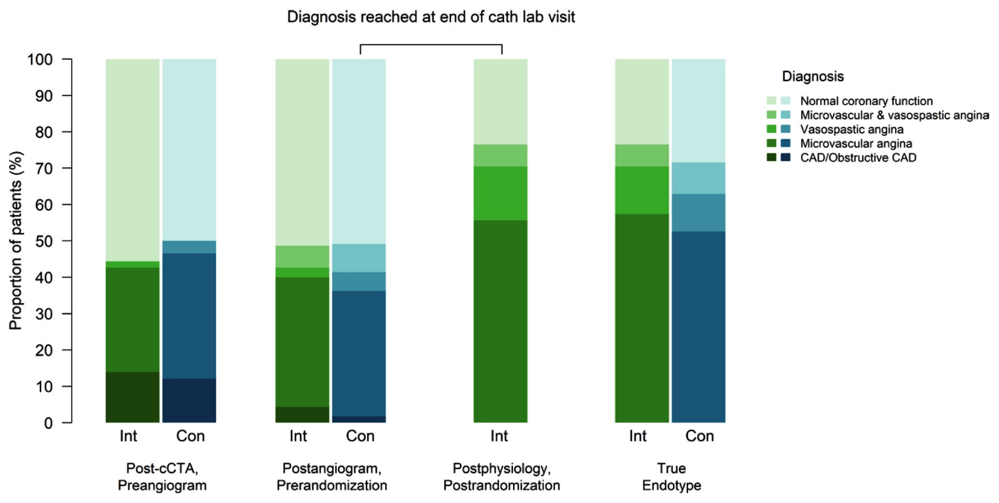 Diagnosis reached at end of cath lab visit
Proportion of patients (%)
100
90
80
70
60
50
40
30
20
10
0
Int
Con
Int
Con
Int
Int
Con
Post-cCTA,
Preangiogram
Postangiogram,
Prerandomization
Postphysiology,
Postrandomization
True
Endotype
Diagnosis
Normal coronary function
Microvascular & vasospastic angina
Vasospastic angina
Microvascular angina
CAD/Obstructive CAD